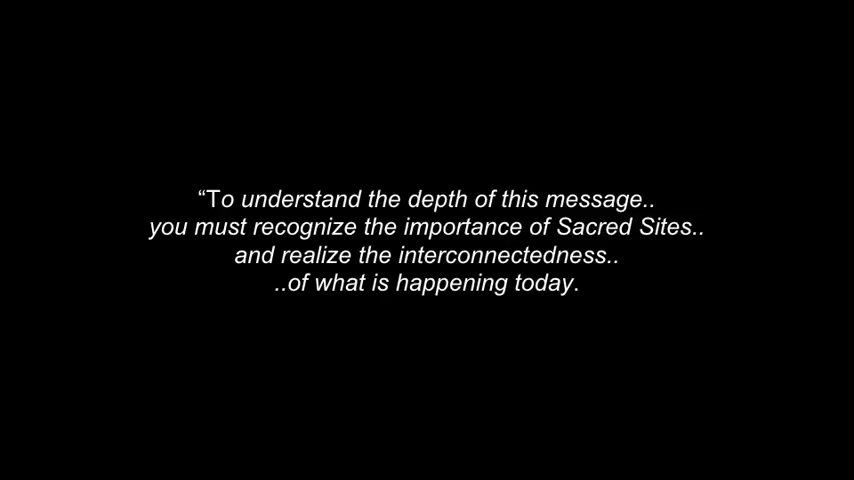 “To understand the depth of this message..
you must recognize the importance of Sacred Sites..
and realize the interconnectedness..
..of what is happening today.